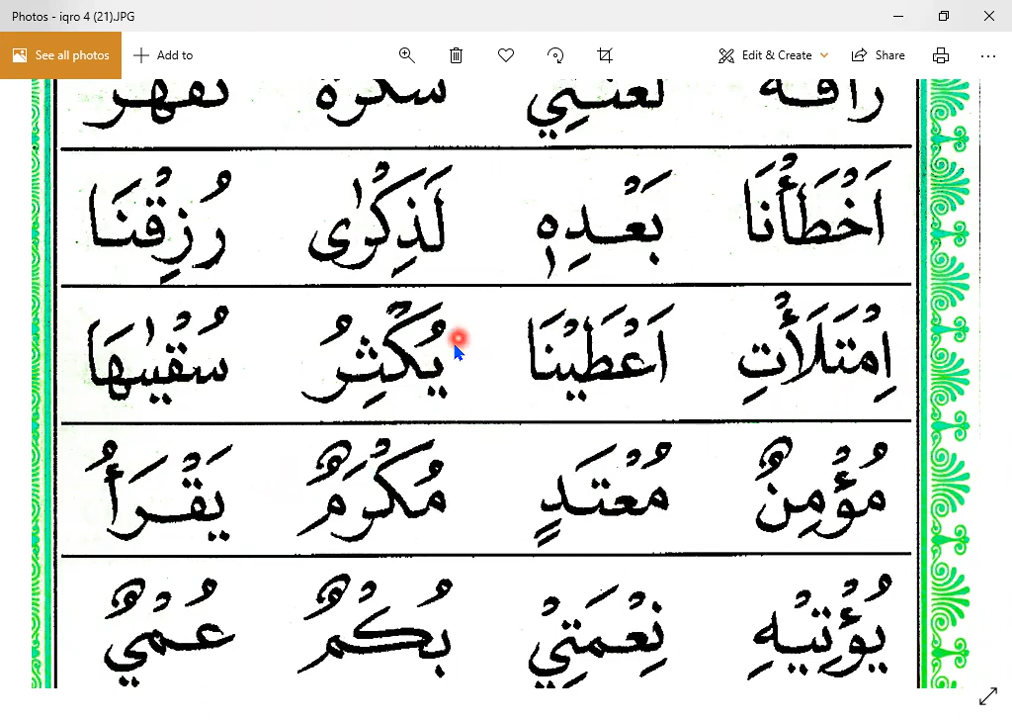 Photos - iqro 4 (21).JPG
See all photos
Add to
Edit & Create
Share
اَخْطَأْنَا بَعْدِهٖ لَذِكْرٰى رُزِقْنَا
اِمْتَلَأْتِ اَعْطَيْنَا يُكْثِرُ سُقْيٰهَا
مُؤْمِنٌ مُعْتَدٍ مُكْرَمٌ يَقْرَأُ
يُؤْتِيْهِ نِعْمَتِيْ بُكْمٌ عُمْيٌ